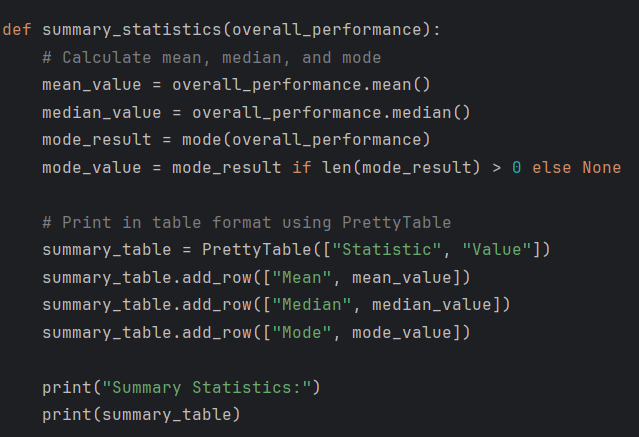 def summary_statistics(overall_performance):
    # Calculate mean, median, and mode
    mean_value = overall_performance.mean()
    median_value = overall_performance.median()
    mode_result = mode(overall_performance)
    mode_value = mode_result if len(mode_result) > 0 else None

    # Print in table format using PrettyTable
    summary_table = PrettyTable(["Statistic", "Value"])
    summary_table.add_row(["Mean", mean_value])
    summary_table.add_row(["Median", median_value])
    summary_table.add_row(["Mode", mode_value])

    print("Summary Statistics:")
    print(summary_table)